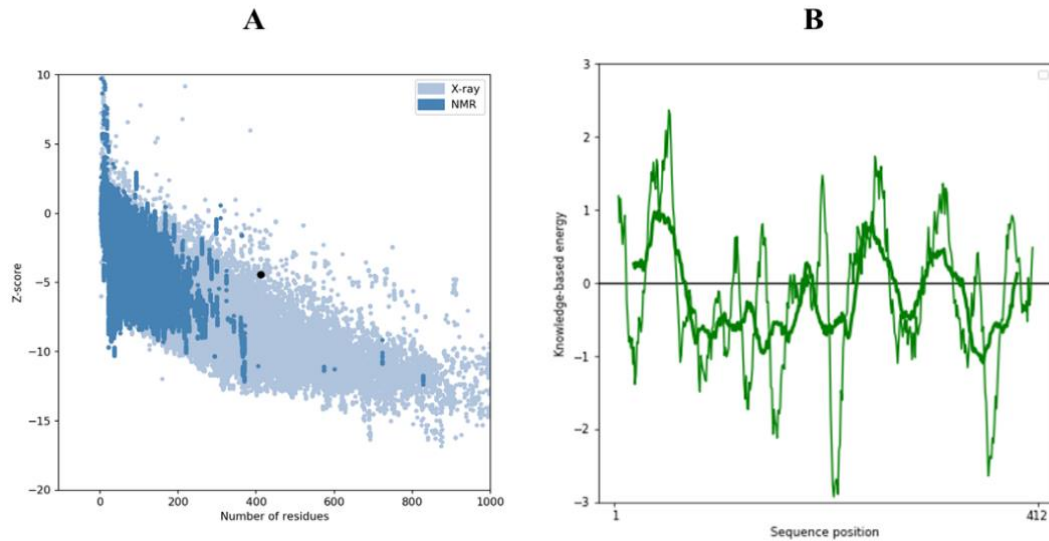 A
B
10
5
0
−5
−10
−15
−20
Z-score
0
200
400
600
800
1000
Number of residues
X-ray
NMR
3
2
1
0
−1
−2
−3
Knowledge-based energy
1
412
Sequence position